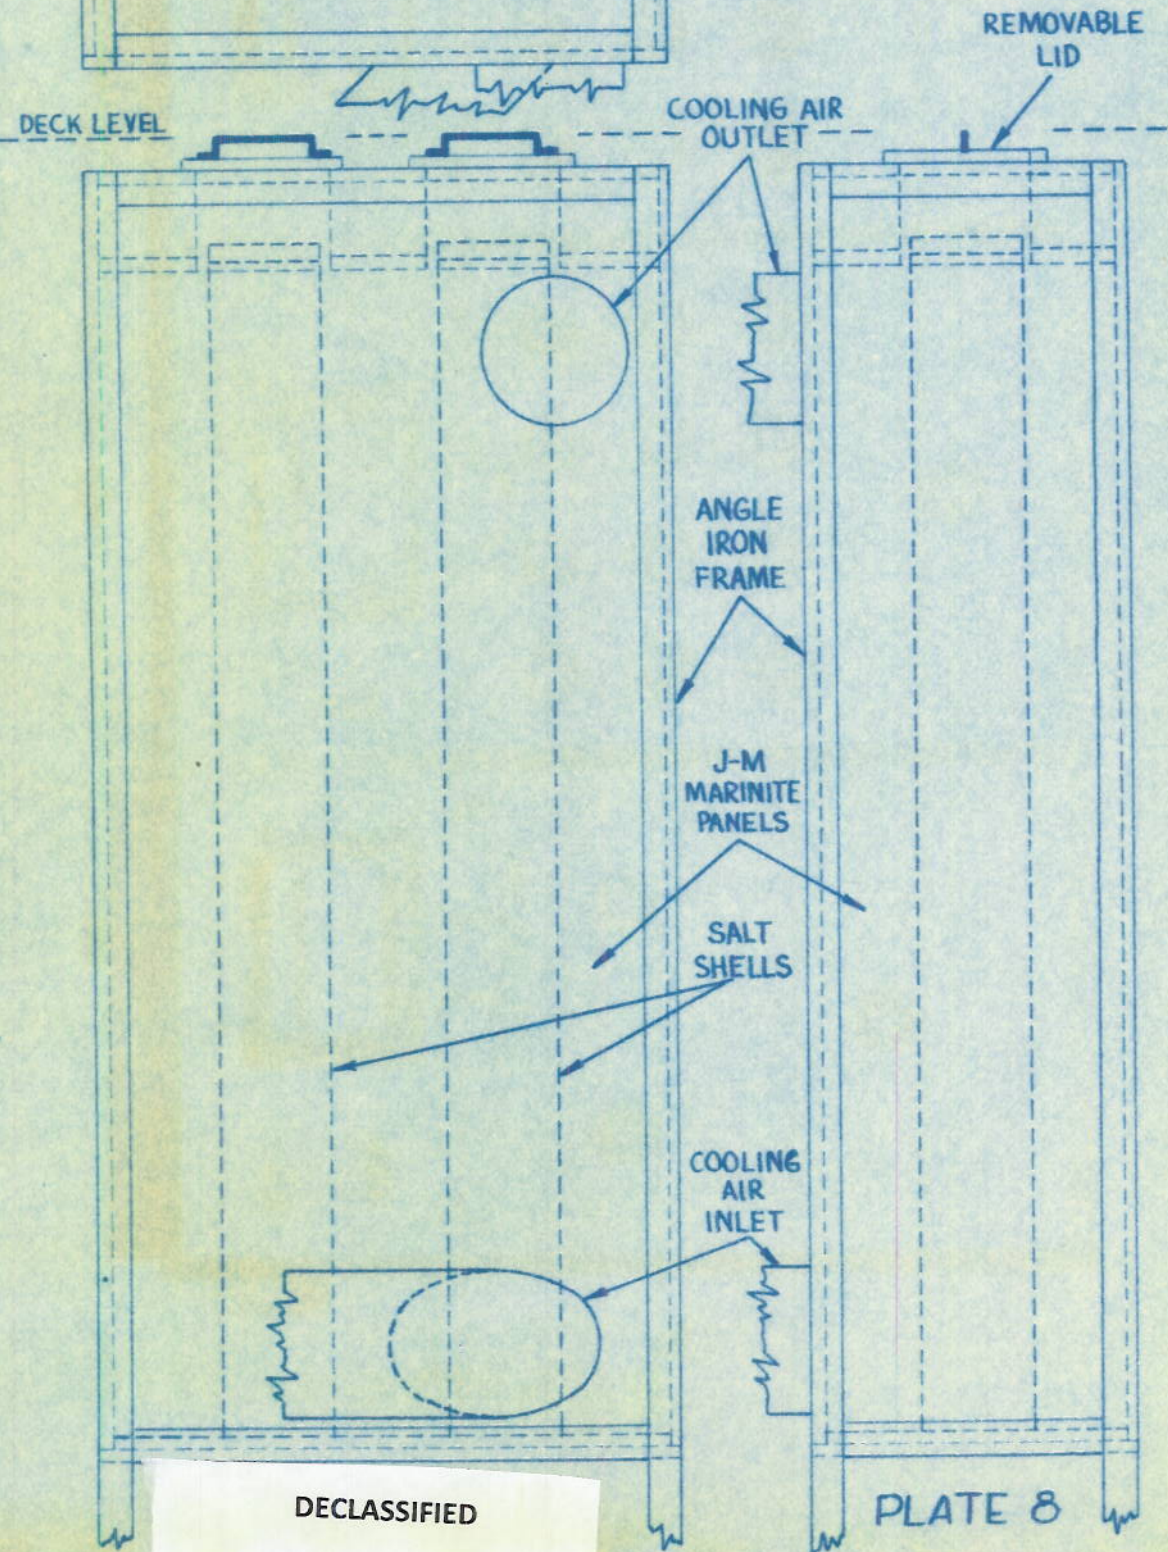 REMOVABLE
LID
DECK LEVEL
COOLING AIR
OUTLET
ANGLE
IRON
FRAME
J-M
MARINITE
PANELS
SALT
SHELLS
COOLING
AIR
INLET
DECLASSIFIED
PLATE 8